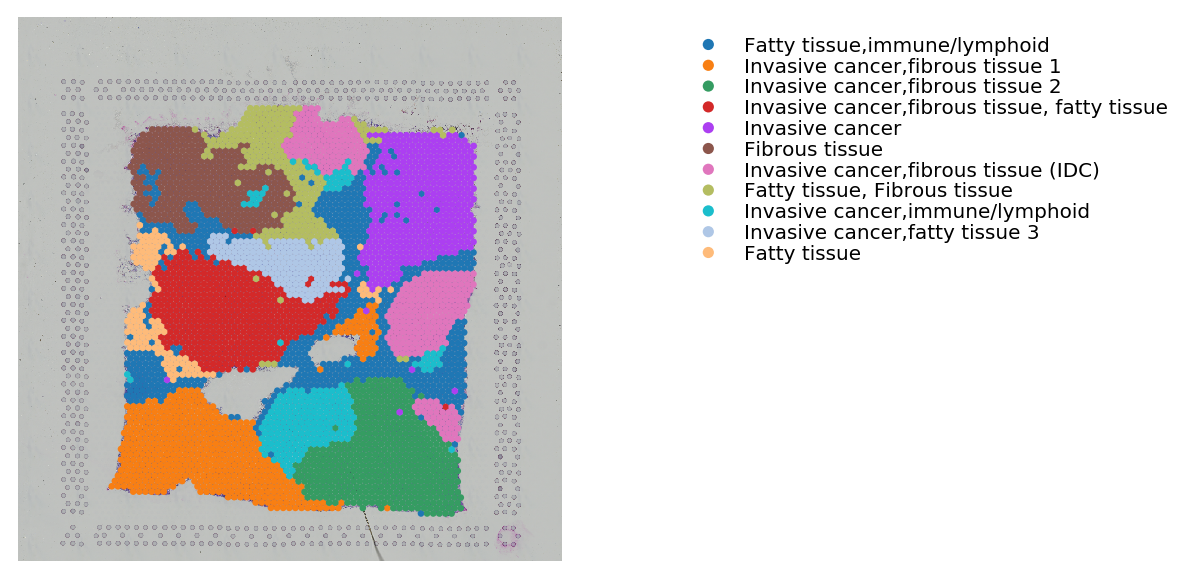 Fatty tissue,immune/lymphoid
Invasive cancer,fibrous tissue 1
Invasive cancer,fibrous tissue 2
Invasive cancer,fibrous tissue, fatty tissue
Invasive cancer
Fibrous tissue
Invasive cancer,fibrous tissue (IDC)
Fatty tissue, Fibrous tissue
Invasive cancer,immune/lymphoid
Invasive cancer,fatty tissue 3
Fatty tissue